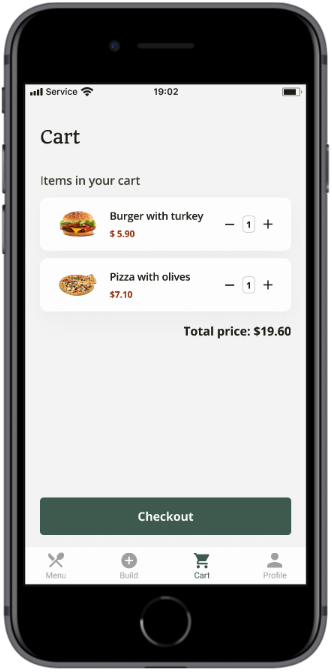 Service 19:02
Cart
Items in your cart
Burger with turkey
$ 5.90
− 1 +
Pizza with olives
$7.10
− 1 +
Total price: $19.60
Checkout
Menu Build Cart Profile